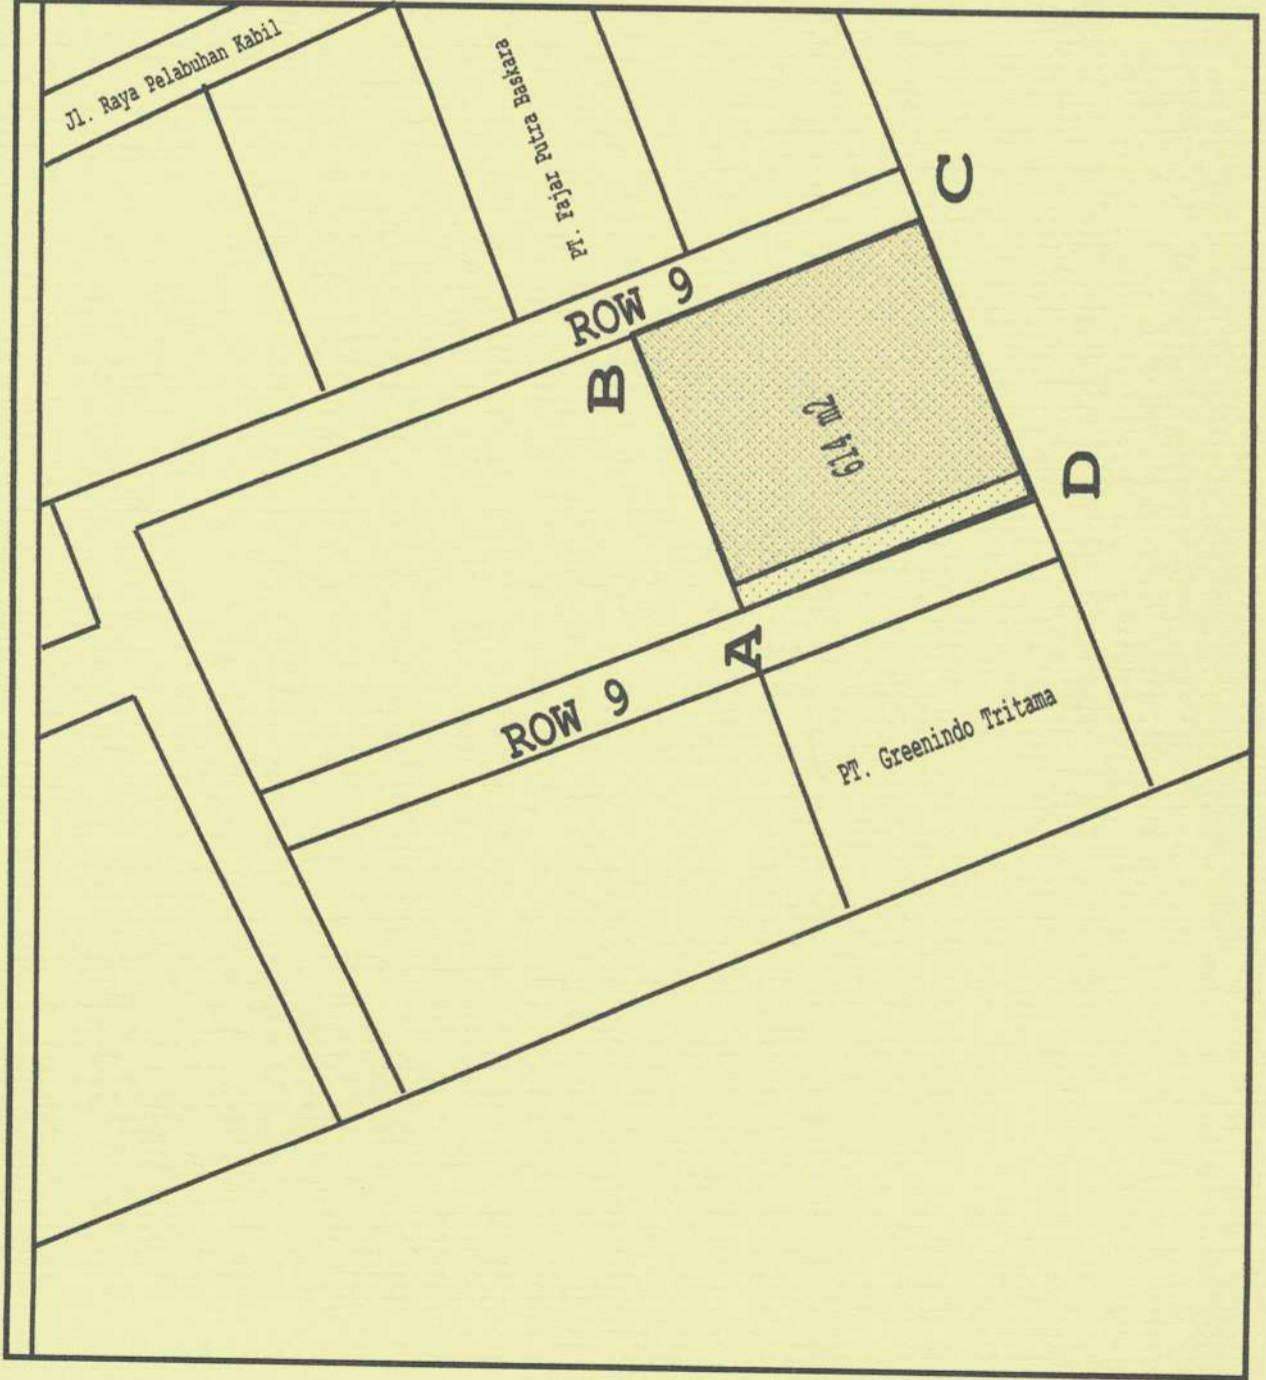 Jl. Raya Pelabuhan Kabil
PT. Fajar Putra Baskara
C
ROW 9
B
614 m2
D
A
ROW 9
PT. Greenindo Tritama